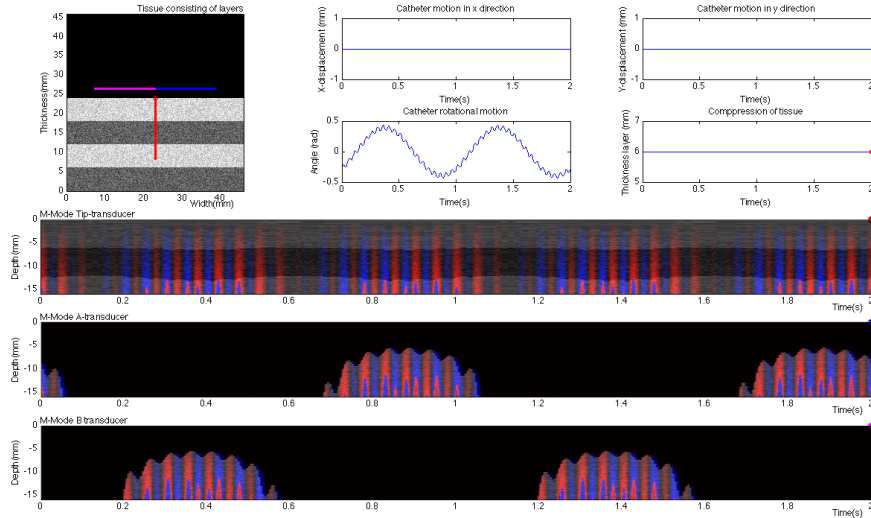 Tissue consisting of layers
45
40
35
30
25
20
15
10
5
0
Thickness(mm)
0 10 20 30 40
Width(mm)
Catheter motion in x direction
1
0
-1
X-displacement (mm)
0 0.5 1 1.5 2
Time(s)
Catheter motion in y direction
1
0
-1
Y-displacement (mm)
0 0.5 1 1.5 2
Time(s)
Catheter rotational motion
0.5
0
-0.5
Angle (rad)
0 0.5 1 1.5 2
Time(s)
Comppression of tissue
7
6
5
Thickness layer (mm)
0 0.5 1 1.5 2
Time(s)
M-Mode Tip-transducer
0
-5
-10
-15
Depth(mm)
0 0.2 0.4 0.6 0.8 1 1.2 1.4 1.6 1.8 2
Time(s)
M-Mode A-transducer
0
-5
-10
-15
Depth(mm)
0 0.2 0.4 0.6 0.8 1 1.2 1.4 1.6 1.8 2
Time(s)
M-Mode B transducer
0
-5
-10
-15
Depth(mm)
0 0.2 0.4 0.6 0.8 1 1.2 1.4 1.6 1.8 2
Time(s)